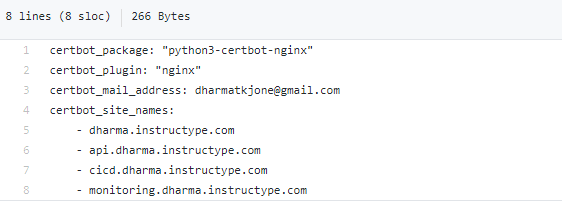 8 lines (8 sloc) 266 Bytes
1 certbot_package: "python3-certbot-nginx"
2 certbot_plugin: "nginx"
3 certbot_mail_address: dharmatkjone@gmail.com
4 certbot_site_names:
5     - dharma.instructype.com
6     - api.dharma.instructype.com
7     - cicd.dharma.instructype.com
8     - monitoring.dharma.instructype.com